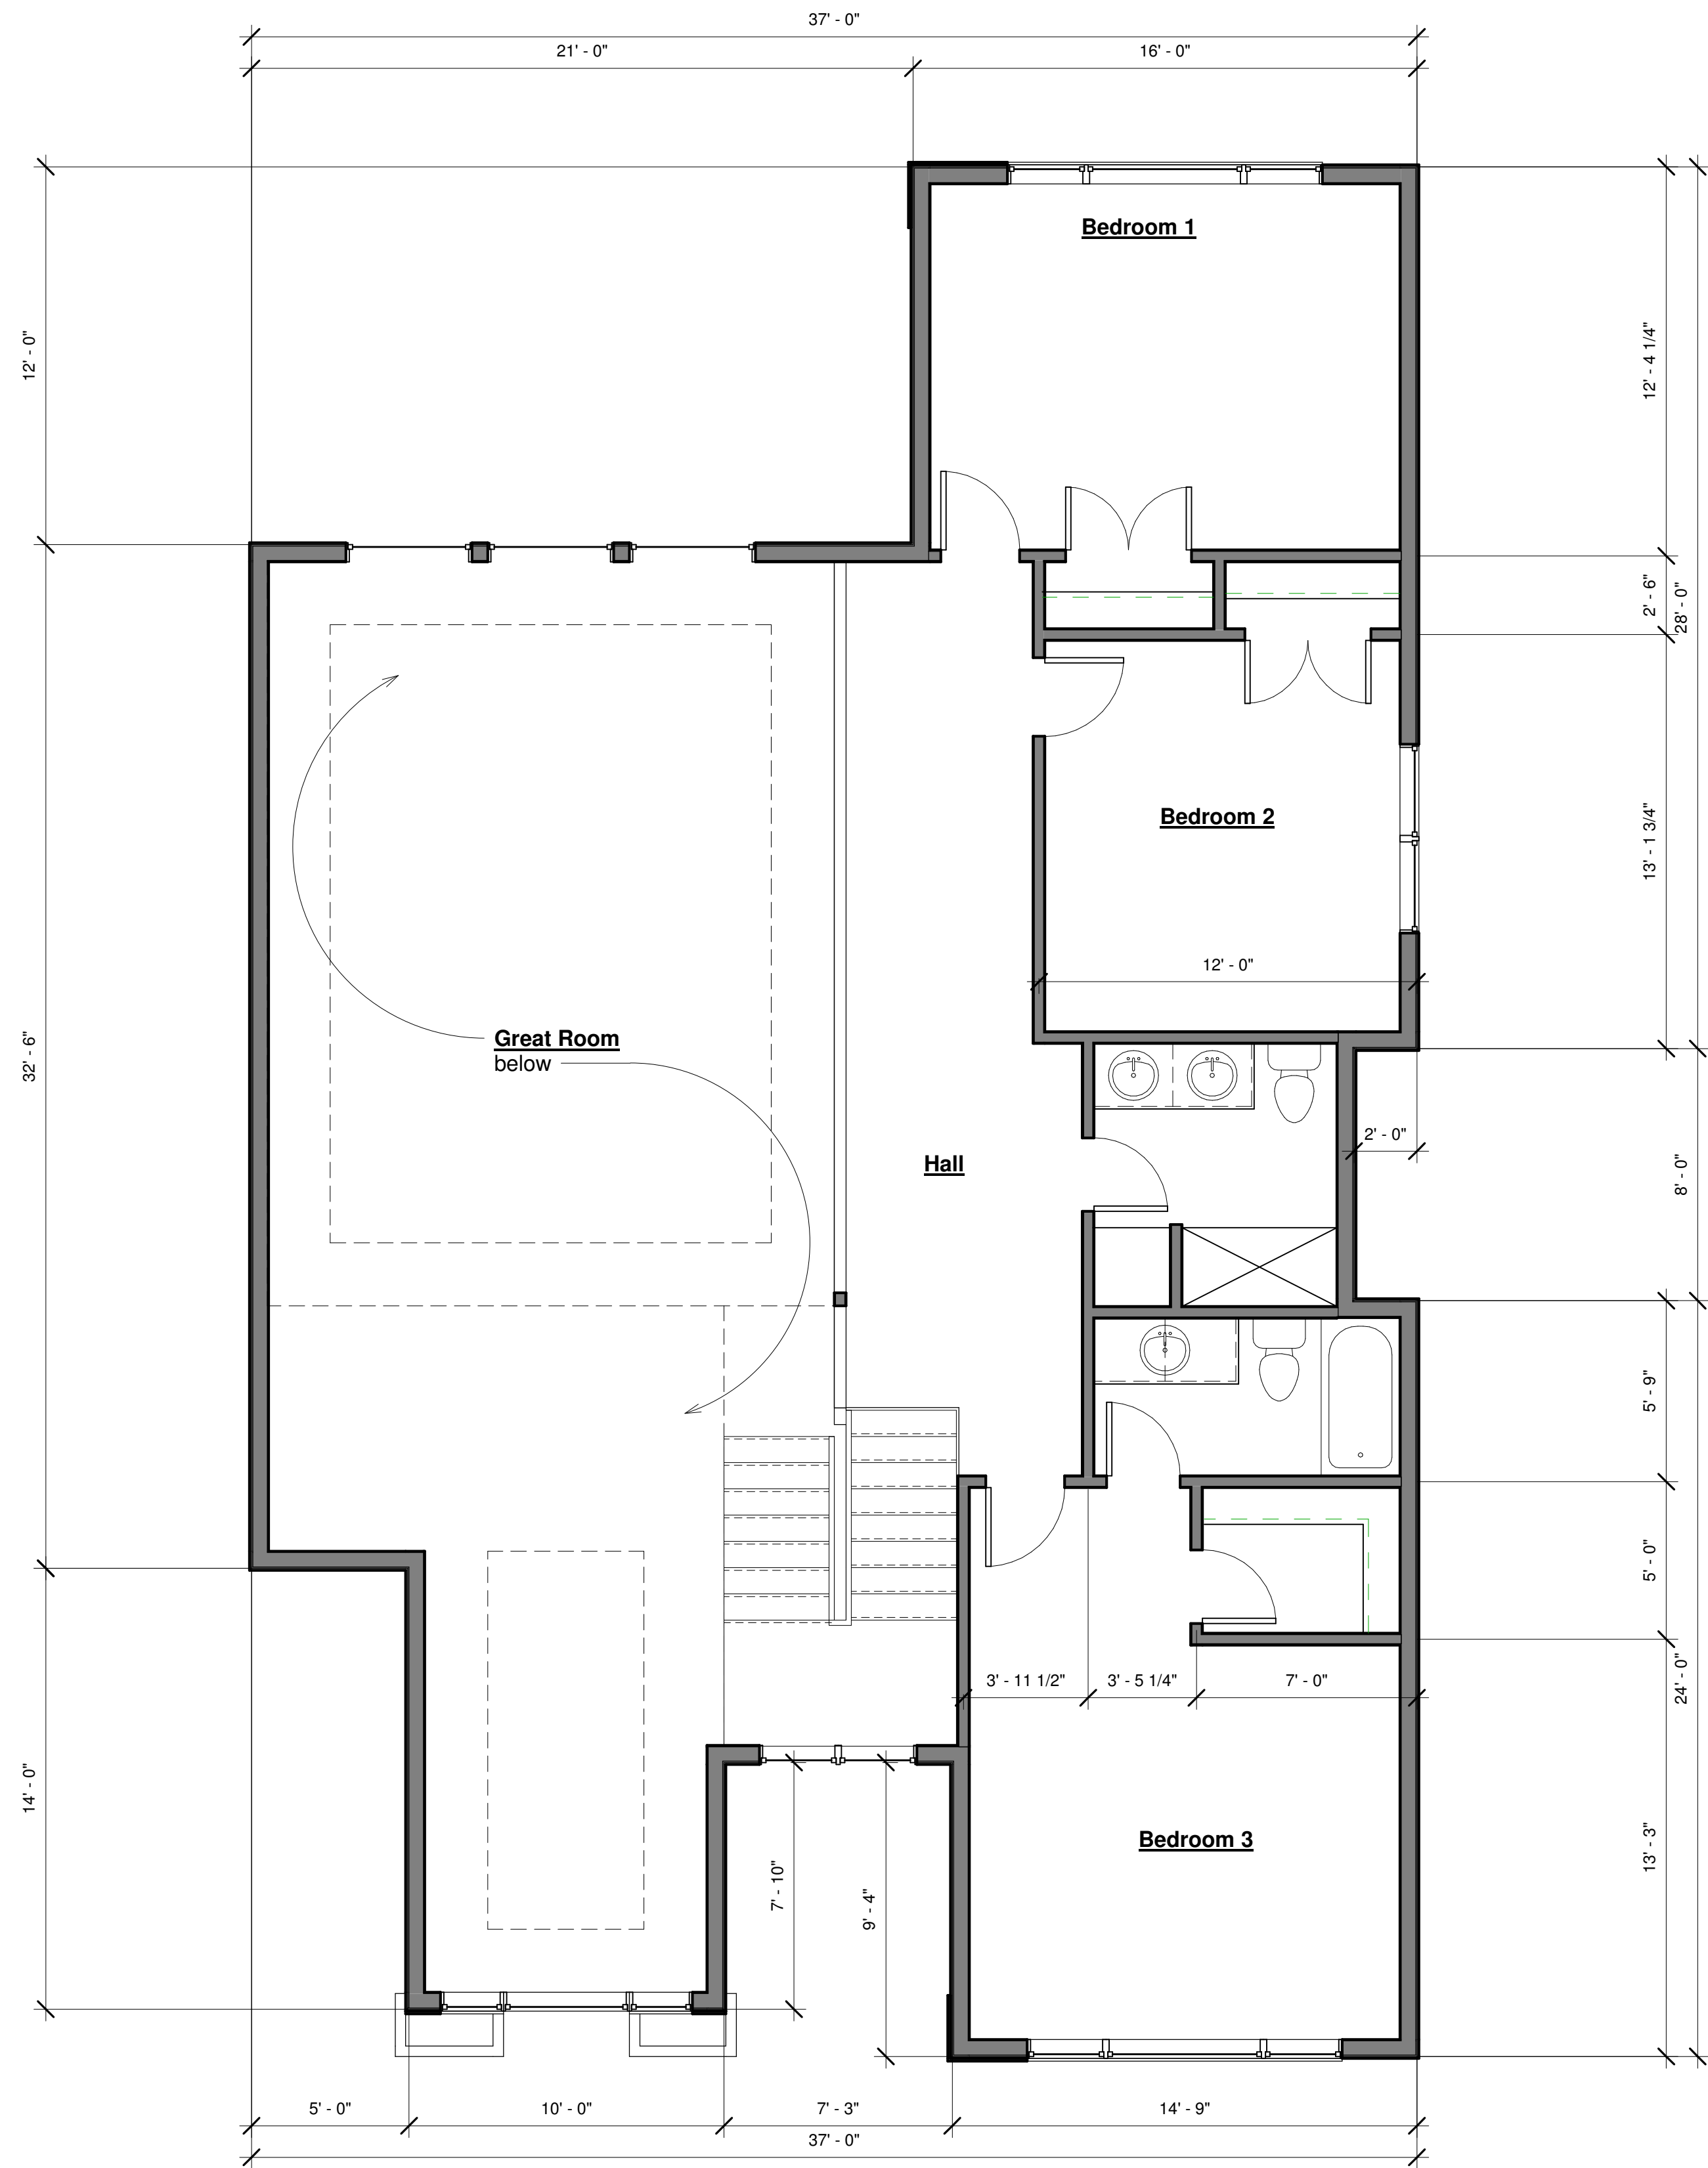 37' - 0"
21' - 0"
16' - 0"
Bedroom 1
12' - 0"
12' - 4 1/4"
2' - 6"
28' - 0"
Bedroom 2
13' - 1 3/4"
12' - 0"
Great Room
below
32' - 6"
2' - 0"
Hall
8' - 0"
5' - 9"
5' - 0"
3' - 11 1/2"
3' - 5 1/4"
7' - 0"
24' - 0"
14' - 0"
Bedroom 3
13' - 3"
7' - 10"
9' - 4"
5' - 0"
10' - 0"
7' - 3"
14' - 9"
37' - 0"